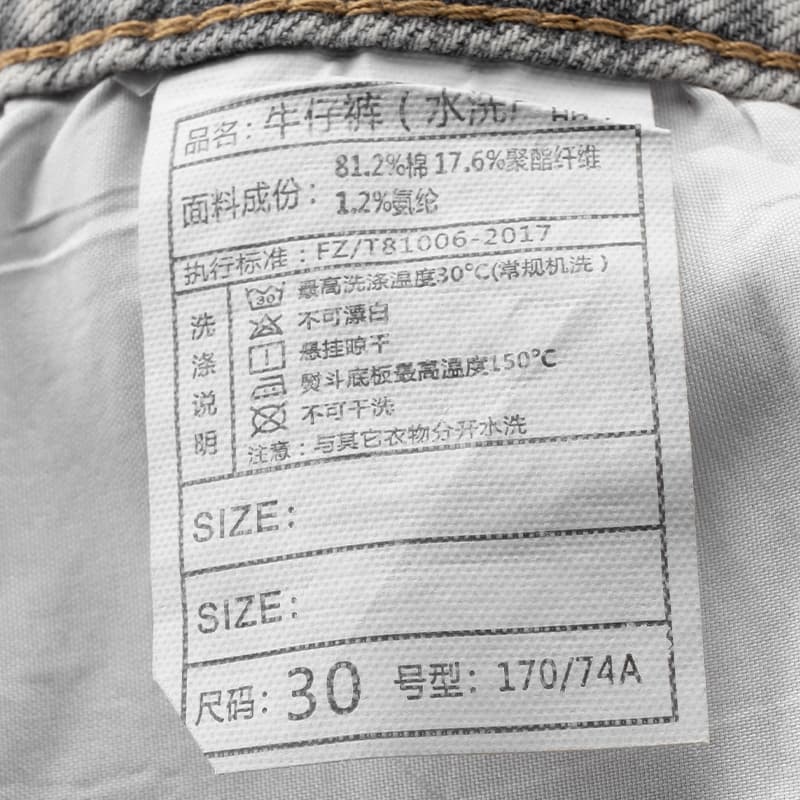 品名：牛仔裤（水洗产品）
面料成份：81.2%棉 17.6%聚酯纤维
1.2%氨纶
执行标准：FZ/T81006-2017
洗涤说明
30 最高洗涤温度30℃(常规机洗)
不可漂白
悬挂晾干
熨斗底板最高温度150℃
不可干洗
注意：与其它衣物分开水洗
SIZE:
SIZE:
尺码：30 号型：170/74A